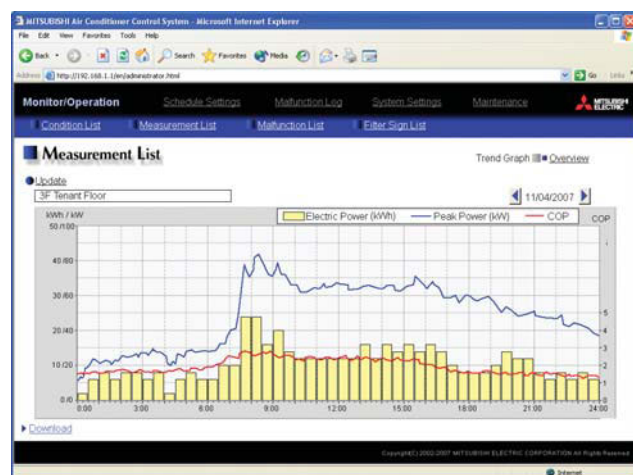 MITSUBISHI Air Conditioner Control System - Microsoft Internet Explorer
File Edit View Favorites Tools Help
Back Search Favorites Media
Address http://192.168.1.1/en/administrator.html Go Links
Monitor/Operation Schedule Settings Malfunction Log System Settings Maintenance MITSUBISHI ELECTRIC
Condition List Measurement List Malfunction List Filter Sign List
Measurement List
Trend Graph Overview
Update
3F Tenant Floor 11/04/2007
kWh / kW Electric Power (kWh) Peak Power (kW) COP COP
50 /100
40 /80
30 /60
5
20 /40
4
3
10 /20 2
1
0 /0 0
0:00 3:00 6:00 9:00 12:00 15:00 18:00 21:00 24:00
Download
Copyright(C) 2002-2007 MITSUBISHI ELECTRIC CORPORATION All Rights Reserved
Internet